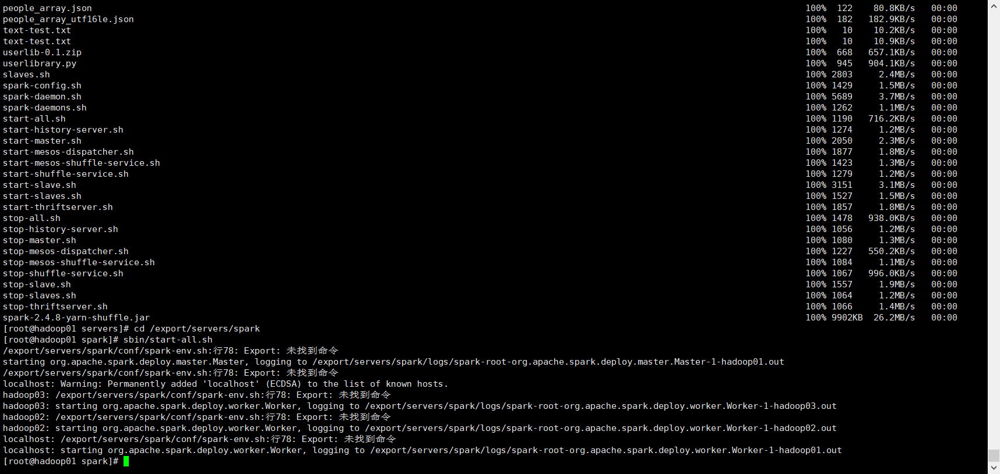 people_array.json 100% 122 80.8KB/s 00:00
people_array_utf16le.json 100% 182 182.9KB/s 00:00
text-test.txt 100% 10 10.2KB/s 00:00
text-test.txt 100% 10 10.9KB/s 00:00
userlib-0.1.zip 100% 668 657.1KB/s 00:00
userlibrary.py 100% 945 904.1KB/s 00:00
slaves.sh 100% 2803 2.4MB/s 00:00
spark-config.sh 100% 1429 1.5MB/s 00:00
spark-daemon.sh 100% 5689 3.7MB/s 00:00
spark-daemons.sh 100% 1262 1.1MB/s 00:00
start-all.sh 100% 1190 716.2KB/s 00:00
start-history-server.sh 100% 1274 1.2MB/s 00:00
start-master.sh 100% 2050 2.3MB/s 00:00
start-mesos-dispatcher.sh 100% 1877 1.8MB/s 00:00
start-mesos-shuffle-service.sh 100% 1423 1.3MB/s 00:00
start-shuffle-service.sh 100% 1279 1.2MB/s 00:00
start-slave.sh 100% 3151 3.1MB/s 00:00
start-slaves.sh 100% 1527 1.5MB/s 00:00
start-thriftserver.sh 100% 1857 1.8MB/s 00:00
stop-all.sh 100% 1478 938.0KB/s 00:00
stop-history-server.sh 100% 1056 1.2MB/s 00:00
stop-master.sh 100% 1080 1.3MB/s 00:00
stop-mesos-dispatcher.sh 100% 1227 550.2KB/s 00:00
stop-mesos-shuffle-service.sh 100% 1084 1.1MB/s 00:00
stop-shuffle-service.sh 100% 1067 996.0KB/s 00:00
stop-slave.sh 100% 1557 1.9MB/s 00:00
stop-slaves.sh 100% 1064 1.2MB/s 00:00
stop-thriftserver.sh 100% 1066 1.4MB/s 00:00
spark-2.4.8-yarn-shuffle.jar 100% 9902KB 26.2MB/s 00:00
[root@hadoop01 servers]# cd /export/servers/spark
[root@hadoop01 spark]# sbin/start-all.sh
/export/servers/spark/conf/spark-env.sh:行78: Export: 未找到命令
starting org.apache.spark.deploy.master.Master, logging to /export/servers/spark/logs/spark-root-org.apache.spark.deploy.master.Master-1-hadoop01.out
/export/servers/spark/conf/spark-env.sh:行78: Export: 未找到命令
localhost: Warning: Permanently added 'localhost' (ECDSA) to the list of known hosts.
hadoop03: /export/servers/spark/conf/spark-env.sh:行78: Export: 未找到命令
hadoop03: starting org.apache.spark.deploy.worker.Worker, logging to /export/servers/spark/logs/spark-root-org.apache.spark.deploy.worker.Worker-1-hadoop03.out
hadoop02: /export/servers/spark/conf/spark-env.sh:行78: Export: 未找到命令
hadoop02: starting org.apache.spark.deploy.worker.Worker, logging to /export/servers/spark/logs/spark-root-org.apache.spark.deploy.worker.Worker-1-hadoop02.out
localhost: /export/servers/spark/conf/spark-env.sh:行78: Export: 未找到命令
localhost: starting org.apache.spark.deploy.worker.Worker, logging to /export/servers/spark/logs/spark-root-org.apache.spark.deploy.worker.Worker-1-hadoop01.out
[root@hadoop01 spark]#